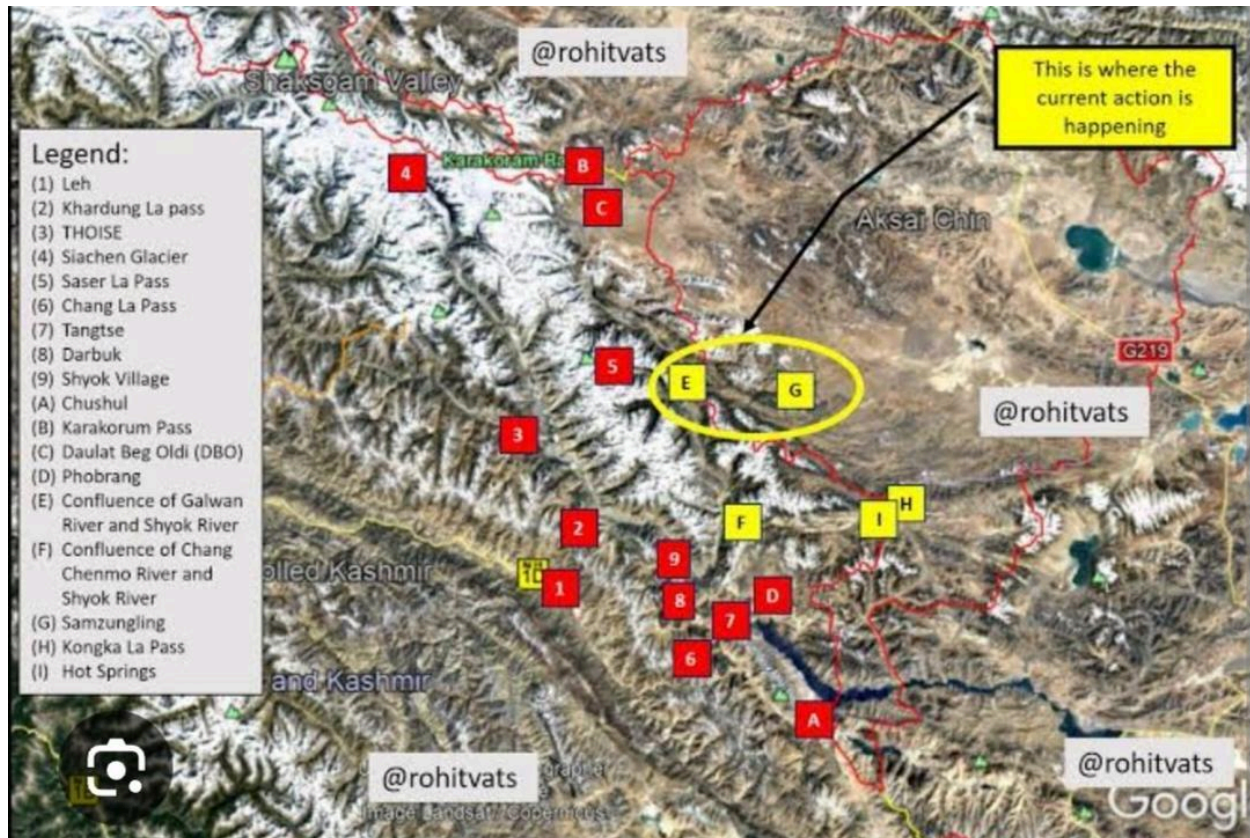 @rohitvats
Shaksgam Valley
This is where the
current action is
happening
Legend:
(1) Leh
(2) Khardung La pass
(3) THOISE
(4) Siachen Glacier
(5) Saser La Pass
(6) Chang La Pass
(7) Tangtse
(8) Darbuk
(9) Shyok Village
(A) Chushul
(B) Karakorum Pass
(C) Daulat Beg Oldi (DBO)
(D) Phobrang
(E) Confluence of Galwan
River and Shyok River
(F) Confluence of Chang
Chenmo River and
Shyok River
(G) Samzungling
(H) Kongka La Pass
(I) Hot Springs
4
Karakoram Ra
B
C
Aksai Chin
G219
5
E
G
@rohitvats
3
H
I
F
2
9
1D
1
olled Kashmir
8
D
7
6
and Kashmir
A
@rohitvats
@rohitvats
Image Landsat / Copernicus
Googl